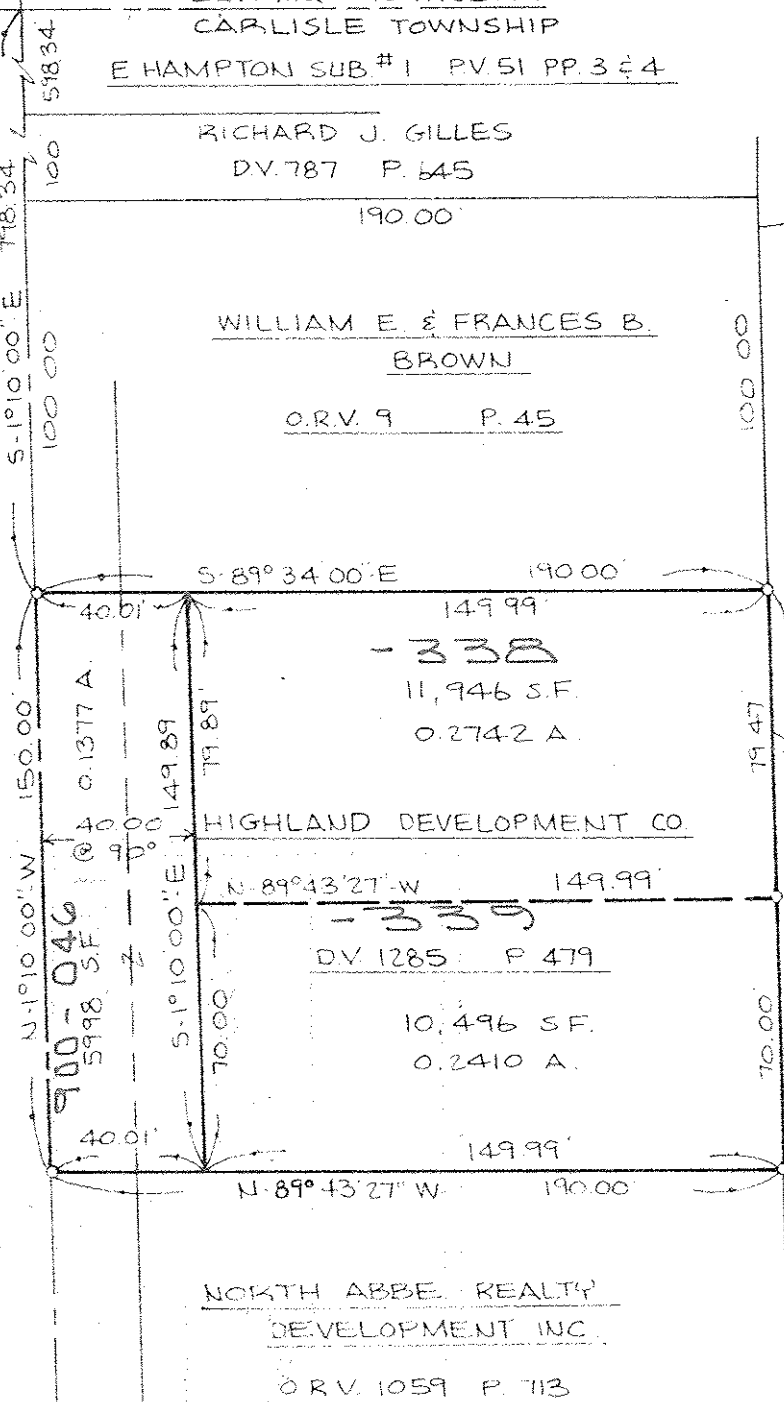 CARLISLE TOWNSHIP
E HAMPTON SUB.#1 P.V. 51 PP. 3 & 4
598.34
RICHARD J. GILLES
D.V. 787 P. 645
100
190.00'
S-1°10'00"E 798.34
WILLIAM E. & FRANCES B.
BROWN
O.R.V. 9 P. 45
100.00
100.00
S-89°34'00"-E 190.00'
40.01' 149.99'
-338
11,946 S.F.
0.2742 A.
N-1°10'00"-W 150.00'
900-046
5998 S.F. 0.1377 A.
40.00
@ 90°
S-1°10'00"-E 149.89
79.89'
79.47
HIGHLAND DEVELOPMENT CO.
N-89°43'27"-W 149.99'
-339
D.V. 1285 P. 479
10,496 S.F.
0.2410 A.
70.00
70.00'
40.01' 149.99'
N-89°43'27"W 190.00'
NORTH ABBE REALTY
DEVELOPMENT INC.
O.R.V. 1059 P. 713